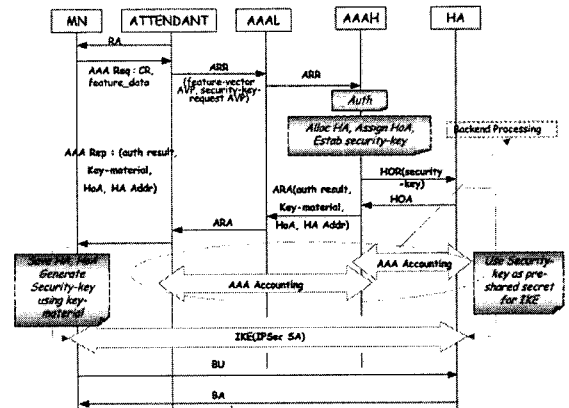 MN
ATTENDANT
AAAL
AAAH
HA
RA
AAA Req : CR,
feature_data
ARR
(feature-vector
AVP, security-key-
request AVP)
ARR
Auth
Alloc HA, Assign HoA,
Estab security-key
Backend Processing
AAA Rep : (auth result,
Key-material,
HoA, HA Addr)
HOR(security
-key)
ARA(auth result,
Key-material,
HoA, HA Addr)
HOA
ARA
Save HA, HoA
Generate
Security-key
using key-
material
AAA Accounting
AAA Accounting
Use Security-
key as pre-
shared secret
for IKE
IKE(IPSec SA)
BU
BA